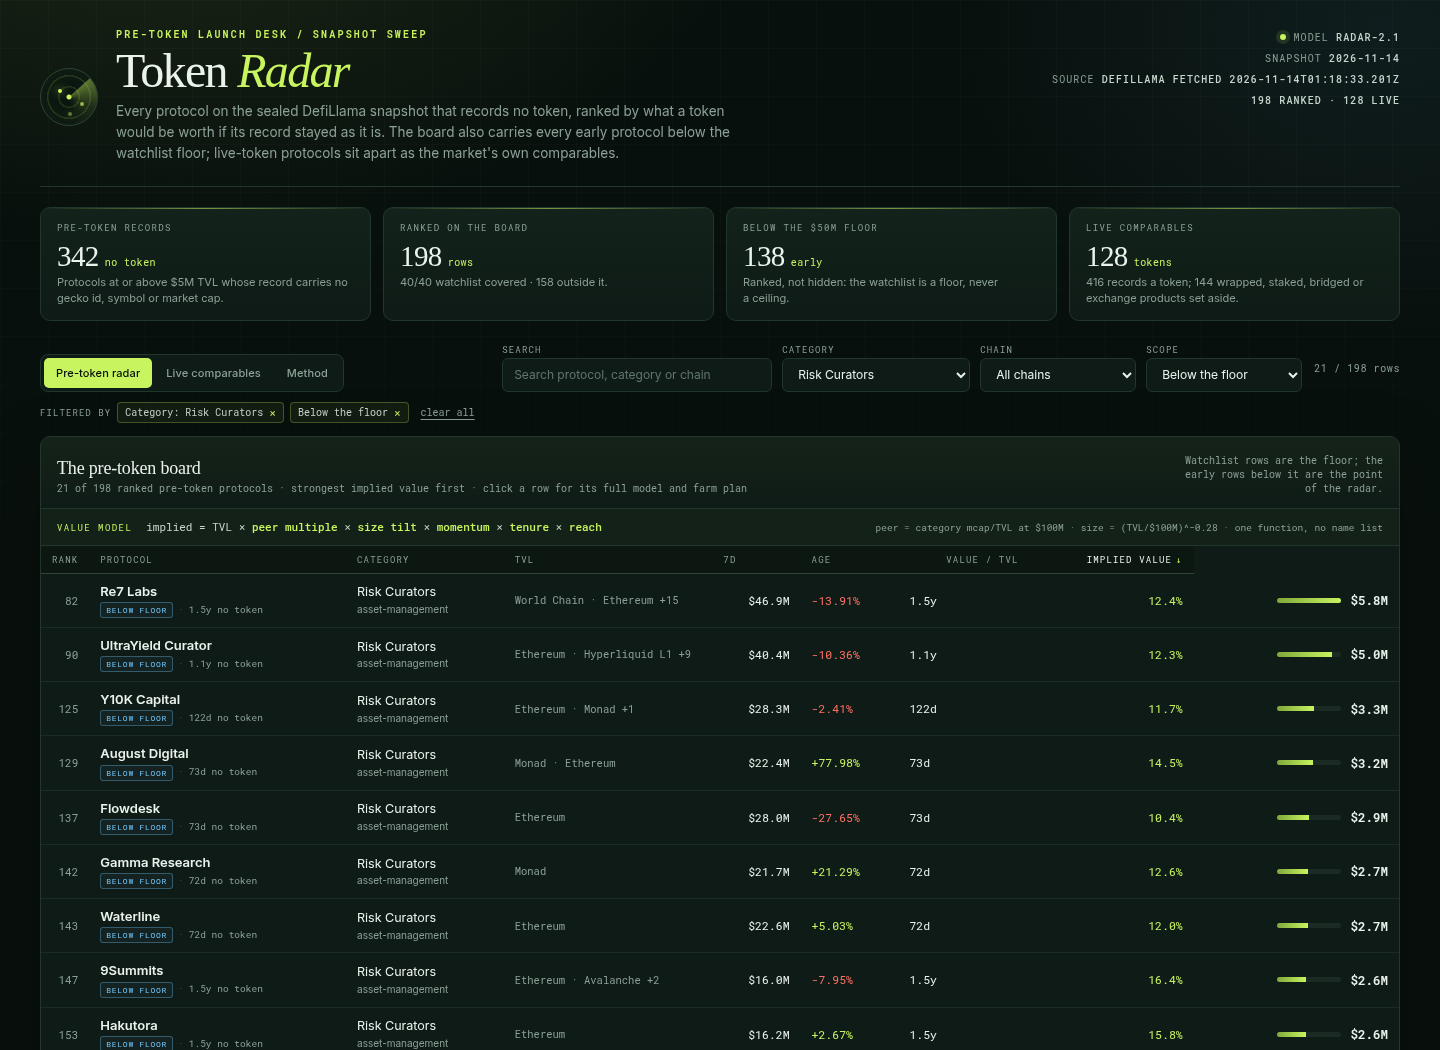 PRE-TOKEN LAUNCH DESK / SNAPSHOT SWEEP
Token Radar
Every protocol on the sealed DefiLlama snapshot that records no token, ranked by what a token
would be worth if its record stayed as it is. The board also carries every early protocol below the
watchlist floor; live-token protocols sit apart as the market's own comparables.
MODEL RADAR-2.1
SNAPSHOT 2026-11-14
SOURCE DEFILLAMA FETCHED 2026-11-14T01:18:33.201Z
198 RANKED · 128 LIVE
PRE-TOKEN RECORDS
342 no token
Protocols at or above $5M TVL whose record carries no
gecko id, symbol or market cap.
RANKED ON THE BOARD
198 rows
40/40 watchlist covered · 158 outside it.
BELOW THE $50M FLOOR
138 early
Ranked, not hidden: the watchlist is a floor, never
a ceiling.
LIVE COMPARABLES
128 tokens
416 records a token; 144 wrapped, staked, bridged or
exchange products set aside.
Pre-token radar Live comparables Method
SEARCH
Search protocol, category or chain
CATEGORY
Risk Curators
CHAIN
All chains
SCOPE
Below the floor
21 / 198 rows
FILTERED BY Category: Risk Curators × Below the floor × clear all
The pre-token board
21 of 198 ranked pre-token protocols · strongest implied value first · click a row for its full model and farm plan
Watchlist rows are the floor; the
early rows below it are the point
of the radar.
VALUE MODEL implied = TVL × peer multiple × size tilt × momentum × tenure × reach
peer = category mcap/TVL at $100M · size = (TVL/$100M)^-0.28 · one function, no name list
RANK PROTOCOL CATEGORY TVL 7D AGE VALUE / TVL IMPLIED VALUE ↓
82 Re7 Labs Risk Curators World Chain · Ethereum +15 $46.9M -13.91% 1.5y 12.4% $5.8M
BELOW FLOOR · 1.5y no token asset-management
90 UltraYield Curator Risk Curators Ethereum · Hyperliquid L1 +9 $40.4M -10.36% 1.1y 12.3% $5.0M
BELOW FLOOR · 1.1y no token asset-management
125 Y10K Capital Risk Curators Ethereum · Monad +1 $28.3M -2.41% 122d 11.7% $3.3M
BELOW FLOOR · 122d no token asset-management
129 August Digital Risk Curators Monad · Ethereum $22.4M +77.98% 73d 14.5% $3.2M
BELOW FLOOR · 73d no token asset-management
137 Flowdesk Risk Curators Ethereum $28.0M -27.65% 73d 10.4% $2.9M
BELOW FLOOR · 73d no token asset-management
142 Gamma Research Risk Curators Monad $21.7M +21.29% 72d 12.6% $2.7M
BELOW FLOOR · 72d no token asset-management
143 Waterline Risk Curators Ethereum $22.6M +5.03% 72d 12.0% $2.7M
BELOW FLOOR · 72d no token asset-management
147 9Summits Risk Curators Ethereum · Avalanche +2 $16.0M -7.95% 1.5y 16.4% $2.6M
BELOW FLOOR · 1.5y no token asset-management
153 Hakutora Risk Curators Ethereum $16.2M +2.67% 1.5y 15.8% $2.6M
BELOW FLOOR · 1.5y no token asset-management